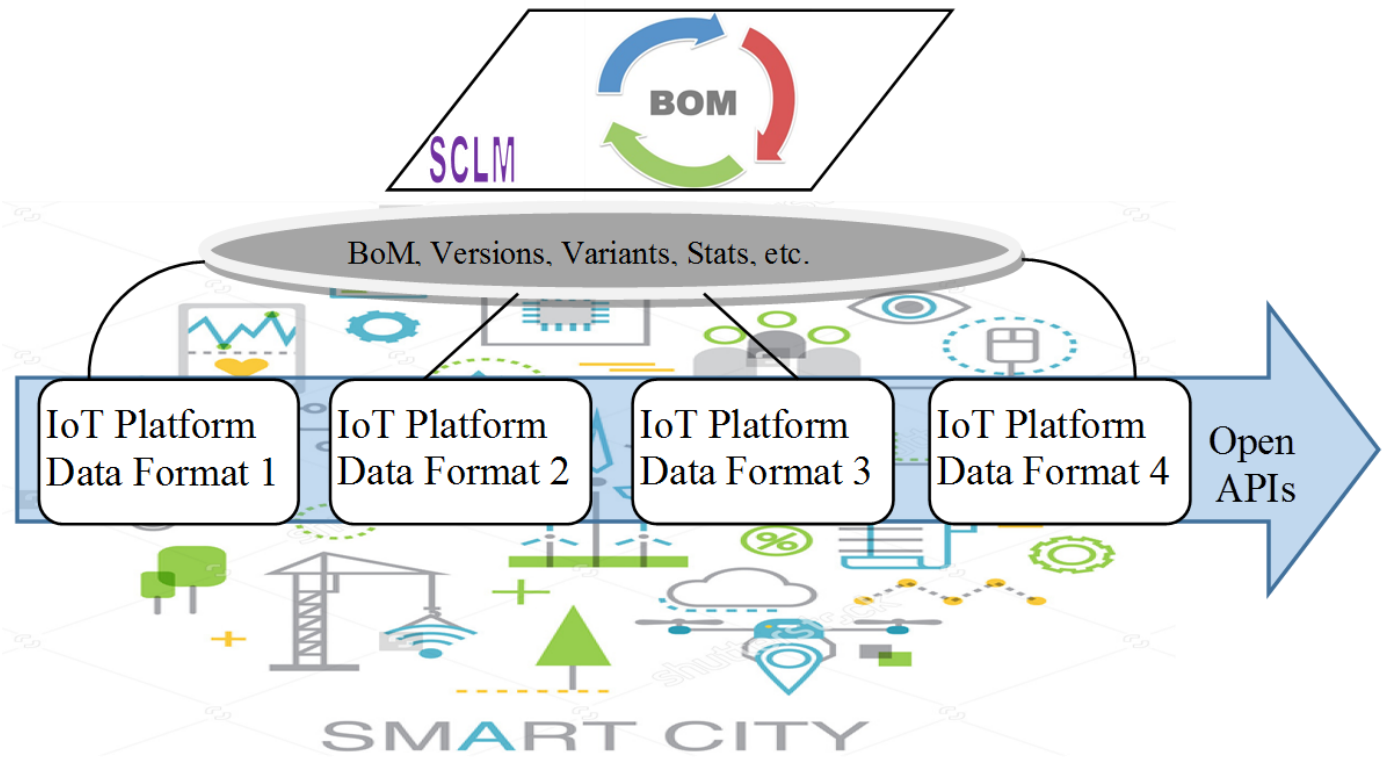 BOM
SCLM
BoM, Versions, Variants, Stats, etc.
IoT Platform
Data Format 1
IoT Platform
Data Format 2
IoT Platform
Data Format 3
IoT Platform
Data Format 4
Open
APIs
%
shutterstock
SMART CITY